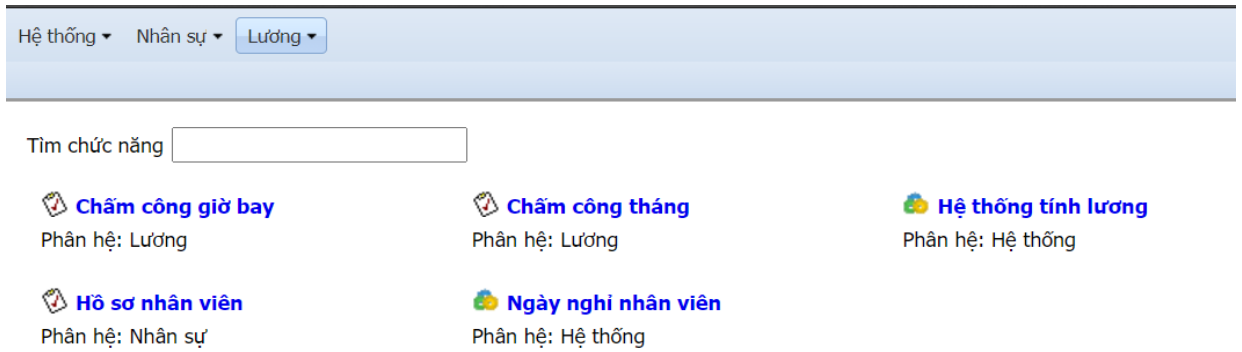 Hệ thống Nhân sự Lương
Tìm chức năng
Chấm công giờ bay Chấm công tháng Hệ thống tính lương
Phân hệ: Lương Phân hệ: Lương Phân hệ: Hệ thống
Hồ sơ nhân viên Ngày nghỉ nhân viên
Phân hệ: Nhân sự Phân hệ: Hệ thống